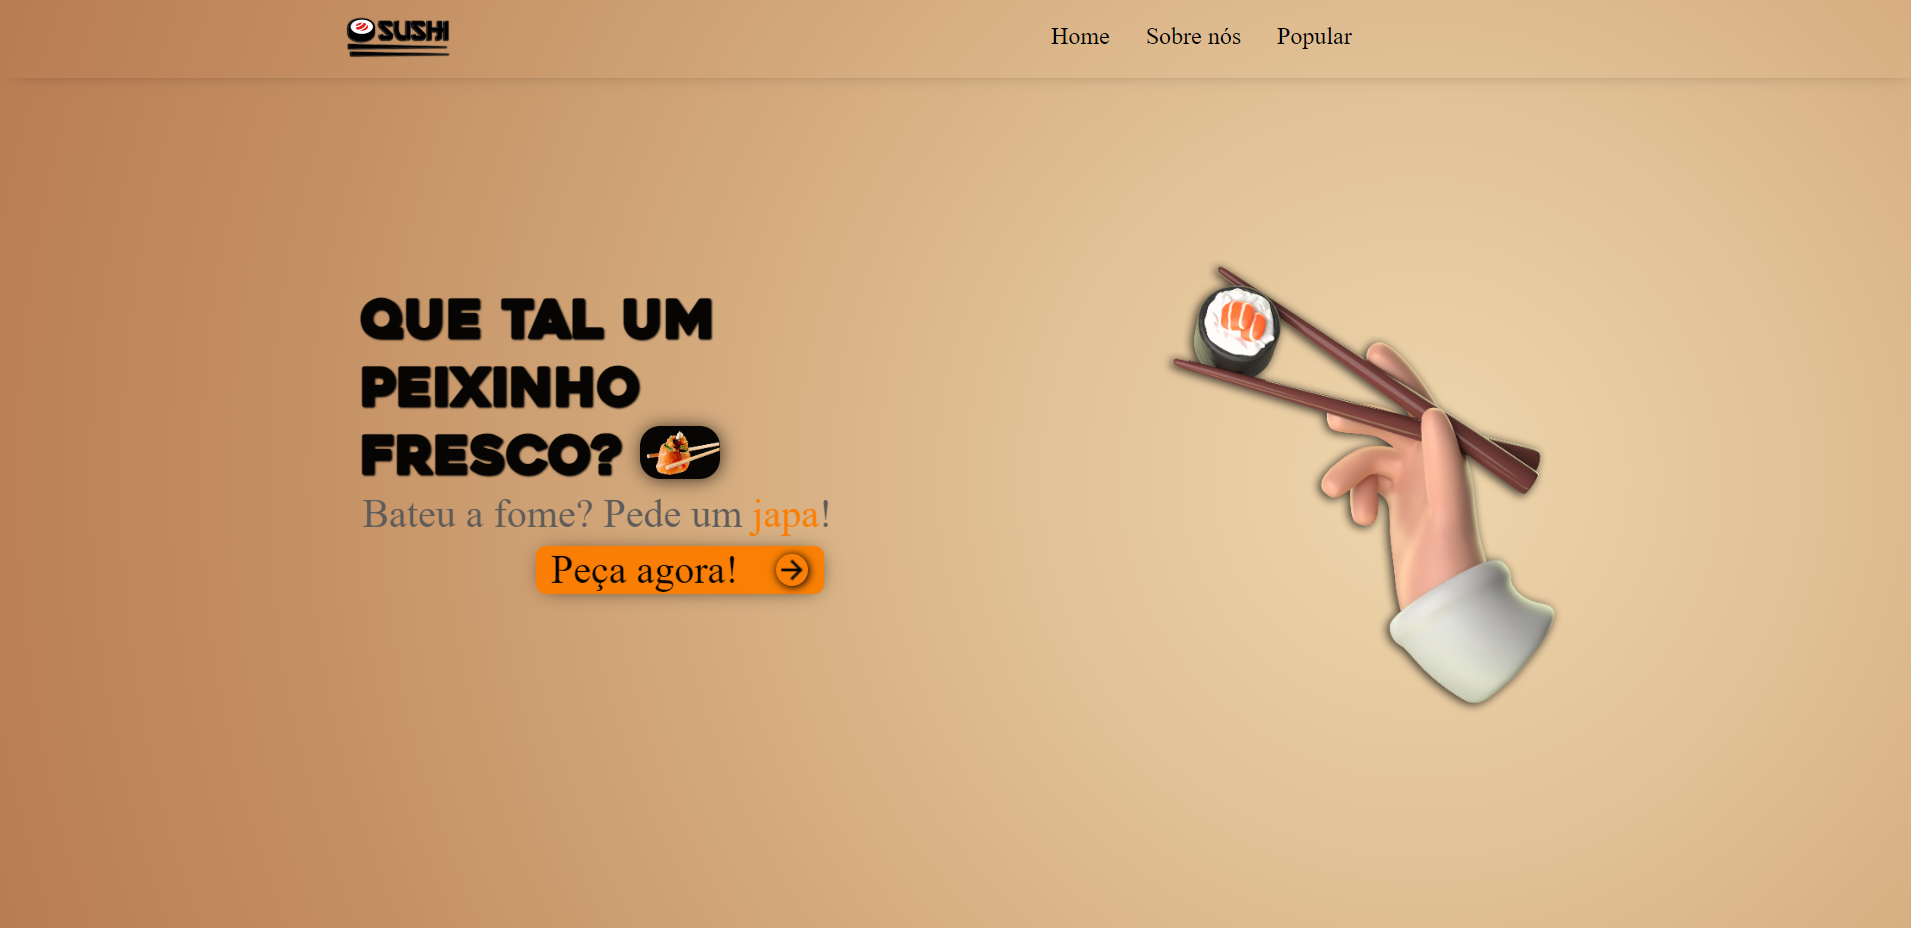 SUSHI
Home Sobre nós Popular
QUE TAL UM
PEIXINHO
FRESCO?
Bateu a fome? Pede um japa!
Peça agora!